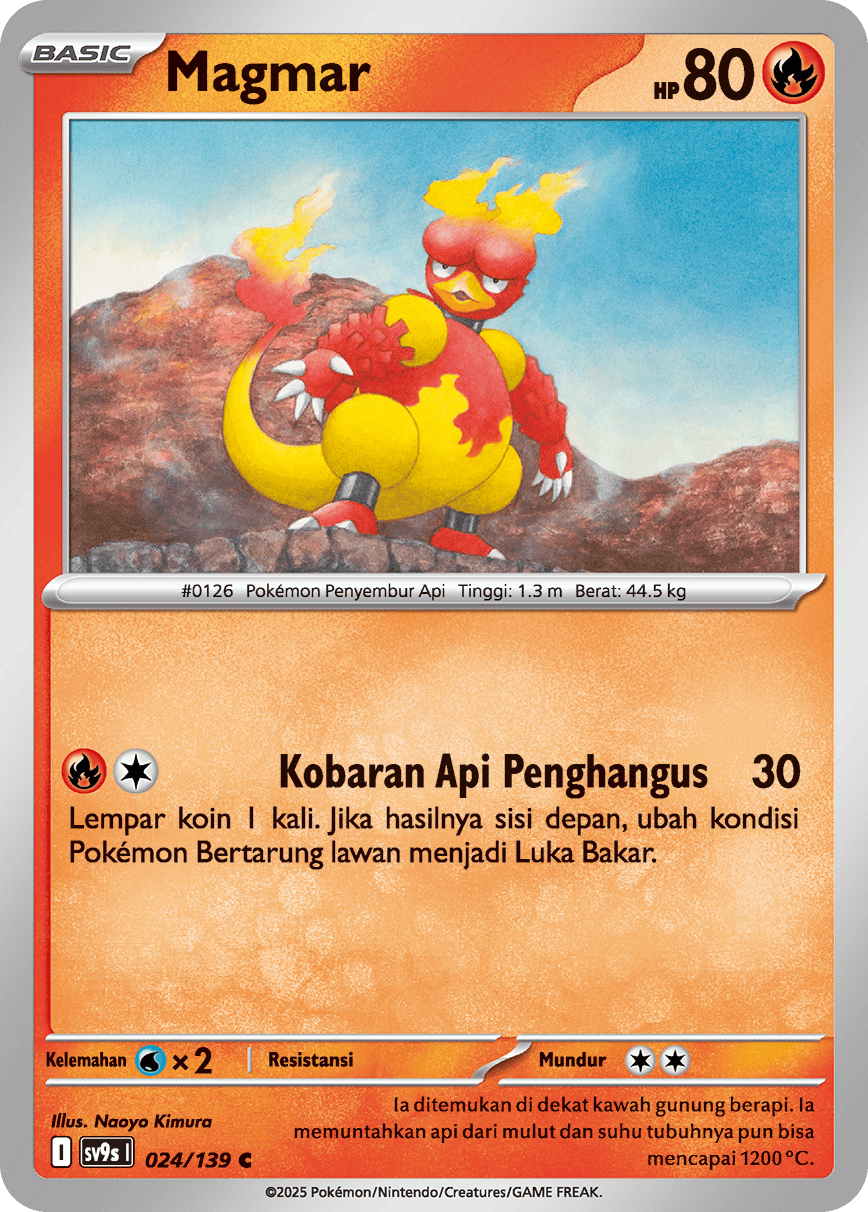 BASIC
Magmar
HP 80
#0126 Pokémon Penyembur Api Tinggi: 1.3 m Berat: 44.5 kg
Kobaran Api Penghangus 30
Lempar koin 1 kali. Jika hasilnya sisi depan, ubah kondisi
Pokémon Bertarung lawan menjadi Luka Bakar.
Kelemahan ×2 Resistansi Mundur
Illus. Naoyo Kimura
Ia ditemukan di dekat kawah gunung berapi. Ia
memuntahkan api dari mulut dan suhu tubuhnya pun bisa
mencapai 1200 °C.
I sv9s I 024/139 C
©2025 Pokémon/Nintendo/Creatures/GAME FREAK.